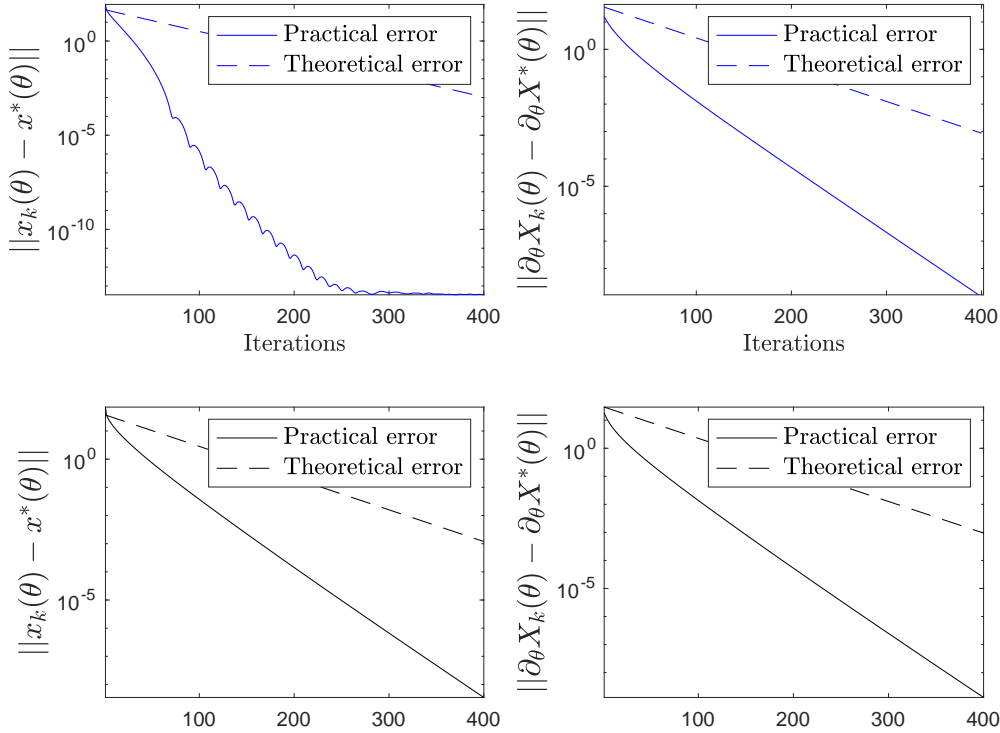 ||x_k(θ) − x*(θ)||
10^0
10^-5
10^-10
Practical error
Theoretical error
100 200 300 400
Iterations
||∂_θX_k(θ) − ∂_θX*(θ)||
10^0
10^-5
Practical error
Theoretical error
100 200 300 400
Iterations
||x_k(θ) − x*(θ)||
10^0
10^-5
Practical error
Theoretical error
100 200 300 400
||∂_θX_k(θ) − ∂_θX*(θ)||
10^0
10^-5
Practical error
Theoretical error
100 200 300 400